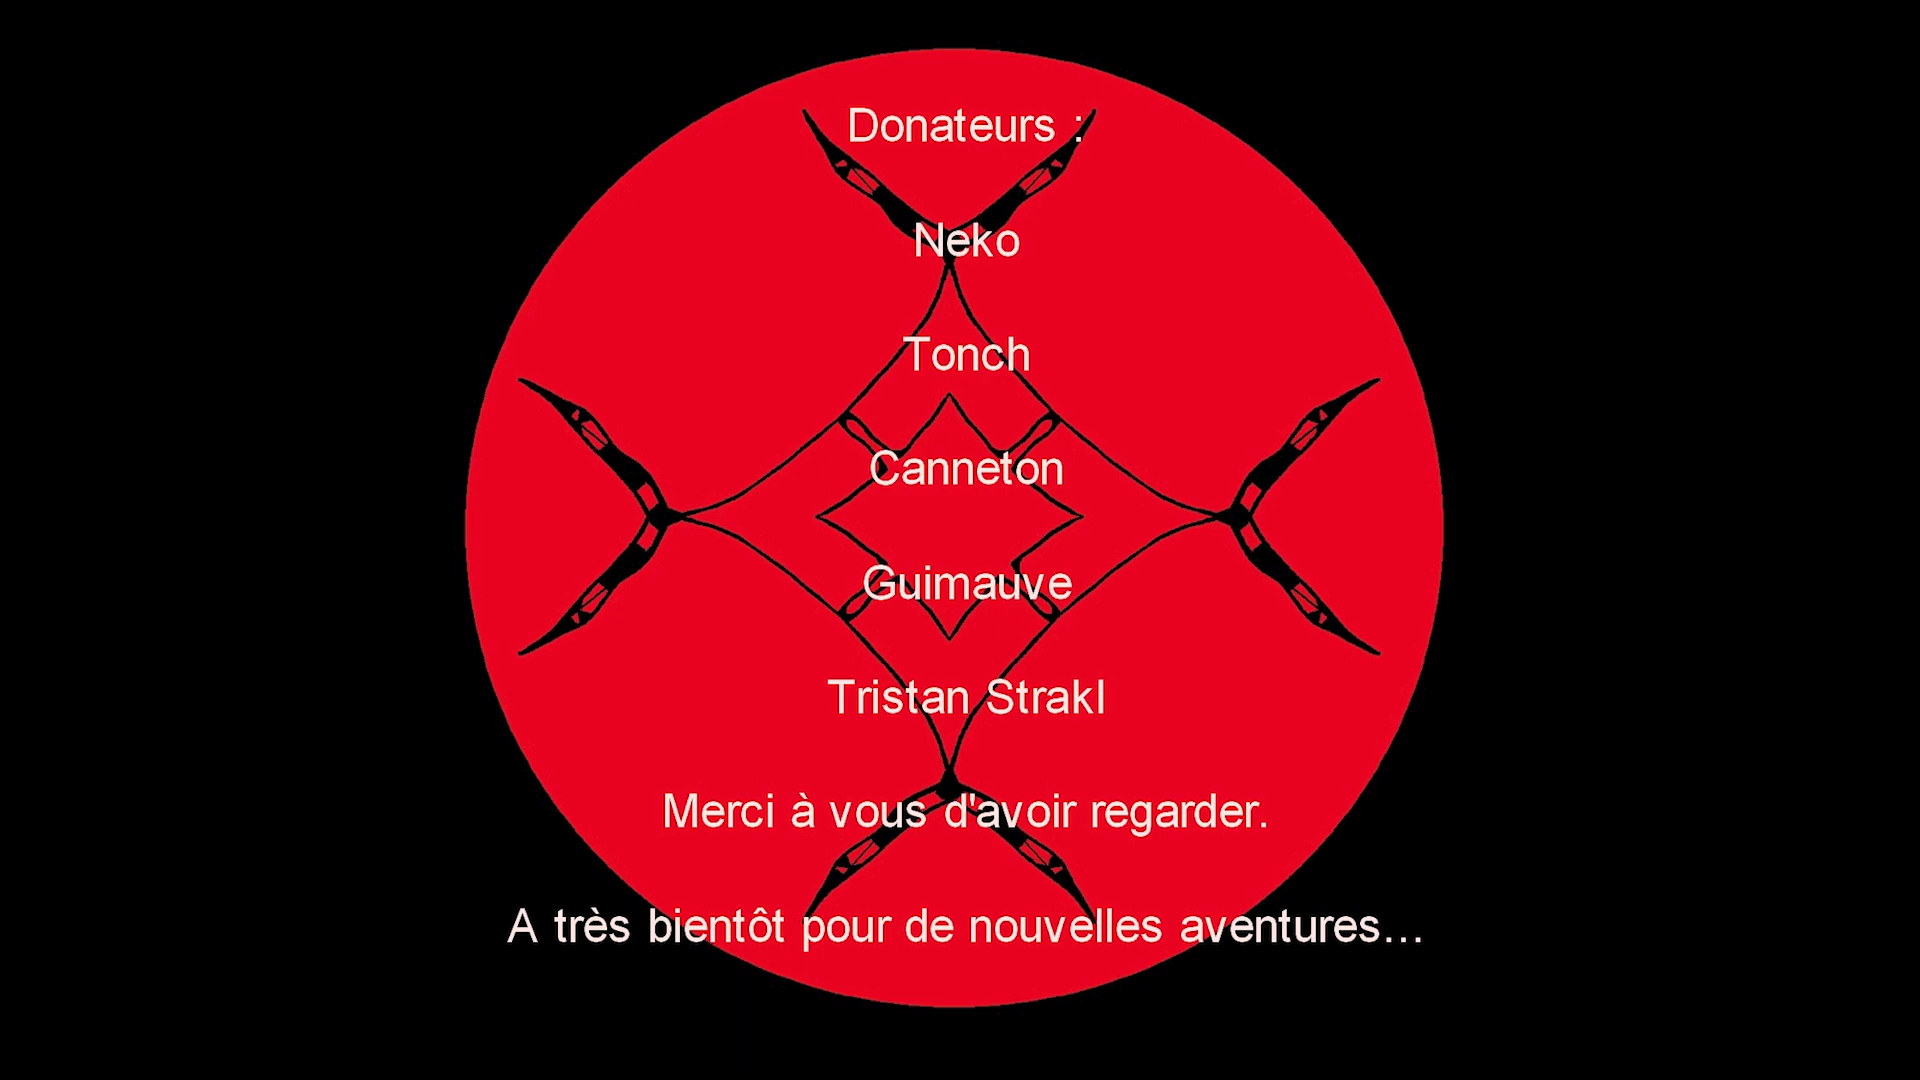 Donateurs :
Neko
Tonch
Canneton
Guimauve
Tristan Strakl
Merci à vous d'avoir regarder.
A très bientôt pour de nouvelles aventures...